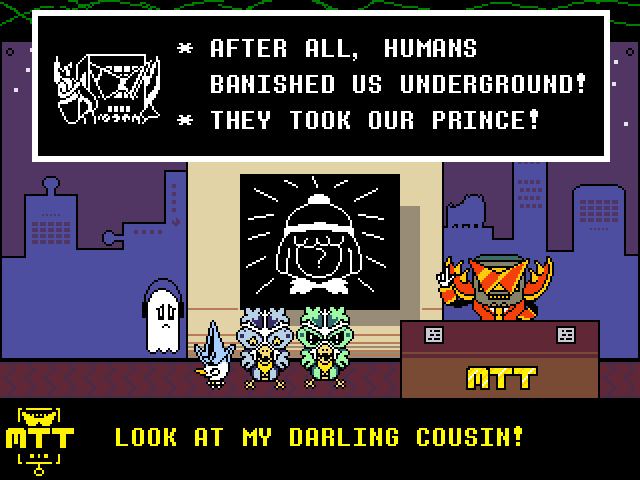 * AFTER ALL, HUMANS
BANISHED US UNDERGROUND!
* THEY TOOK OUR PRINCE!
?
MTT
MTT
LOOK AT MY DARLING COUSIN!